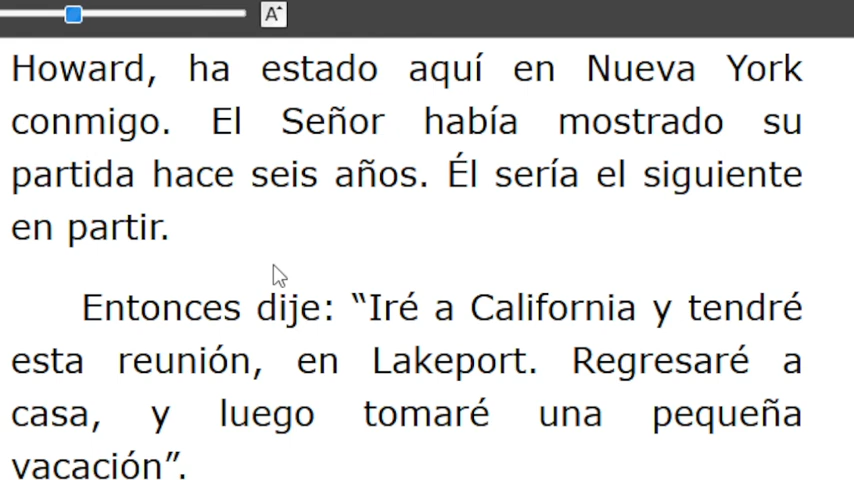 A
Howard, ha estado aquí en Nueva York
conmigo. El Señor había mostrado su
partida hace seis años. Él sería el siguiente
en partir.
Entonces dije: “Iré a California y tendré
esta reunión, en Lakeport. Regresaré a
casa, y luego tomaré una pequeña
vacación”.